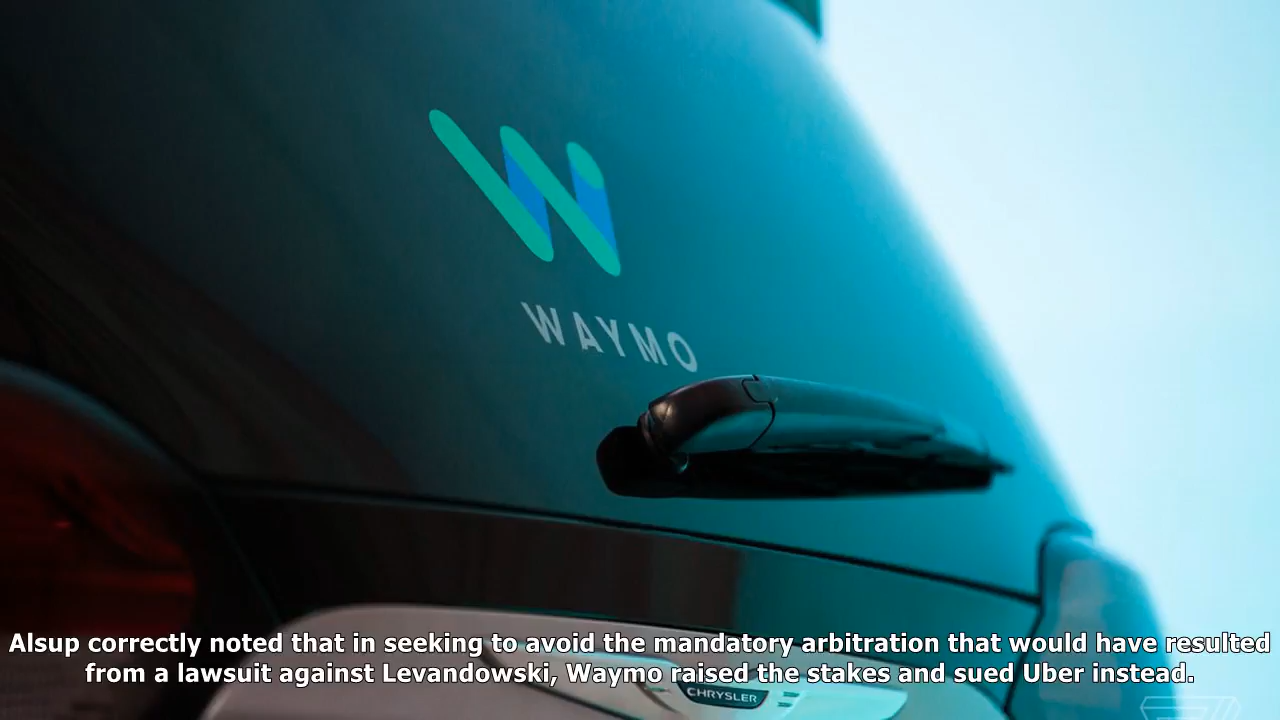 WAYMO
CHRYSLER
Alsup correctly noted that in seeking to avoid the mandatory arbitration that would have resulted
from a lawsuit against Levandowski, Waymo raised the stakes and sued Uber instead.